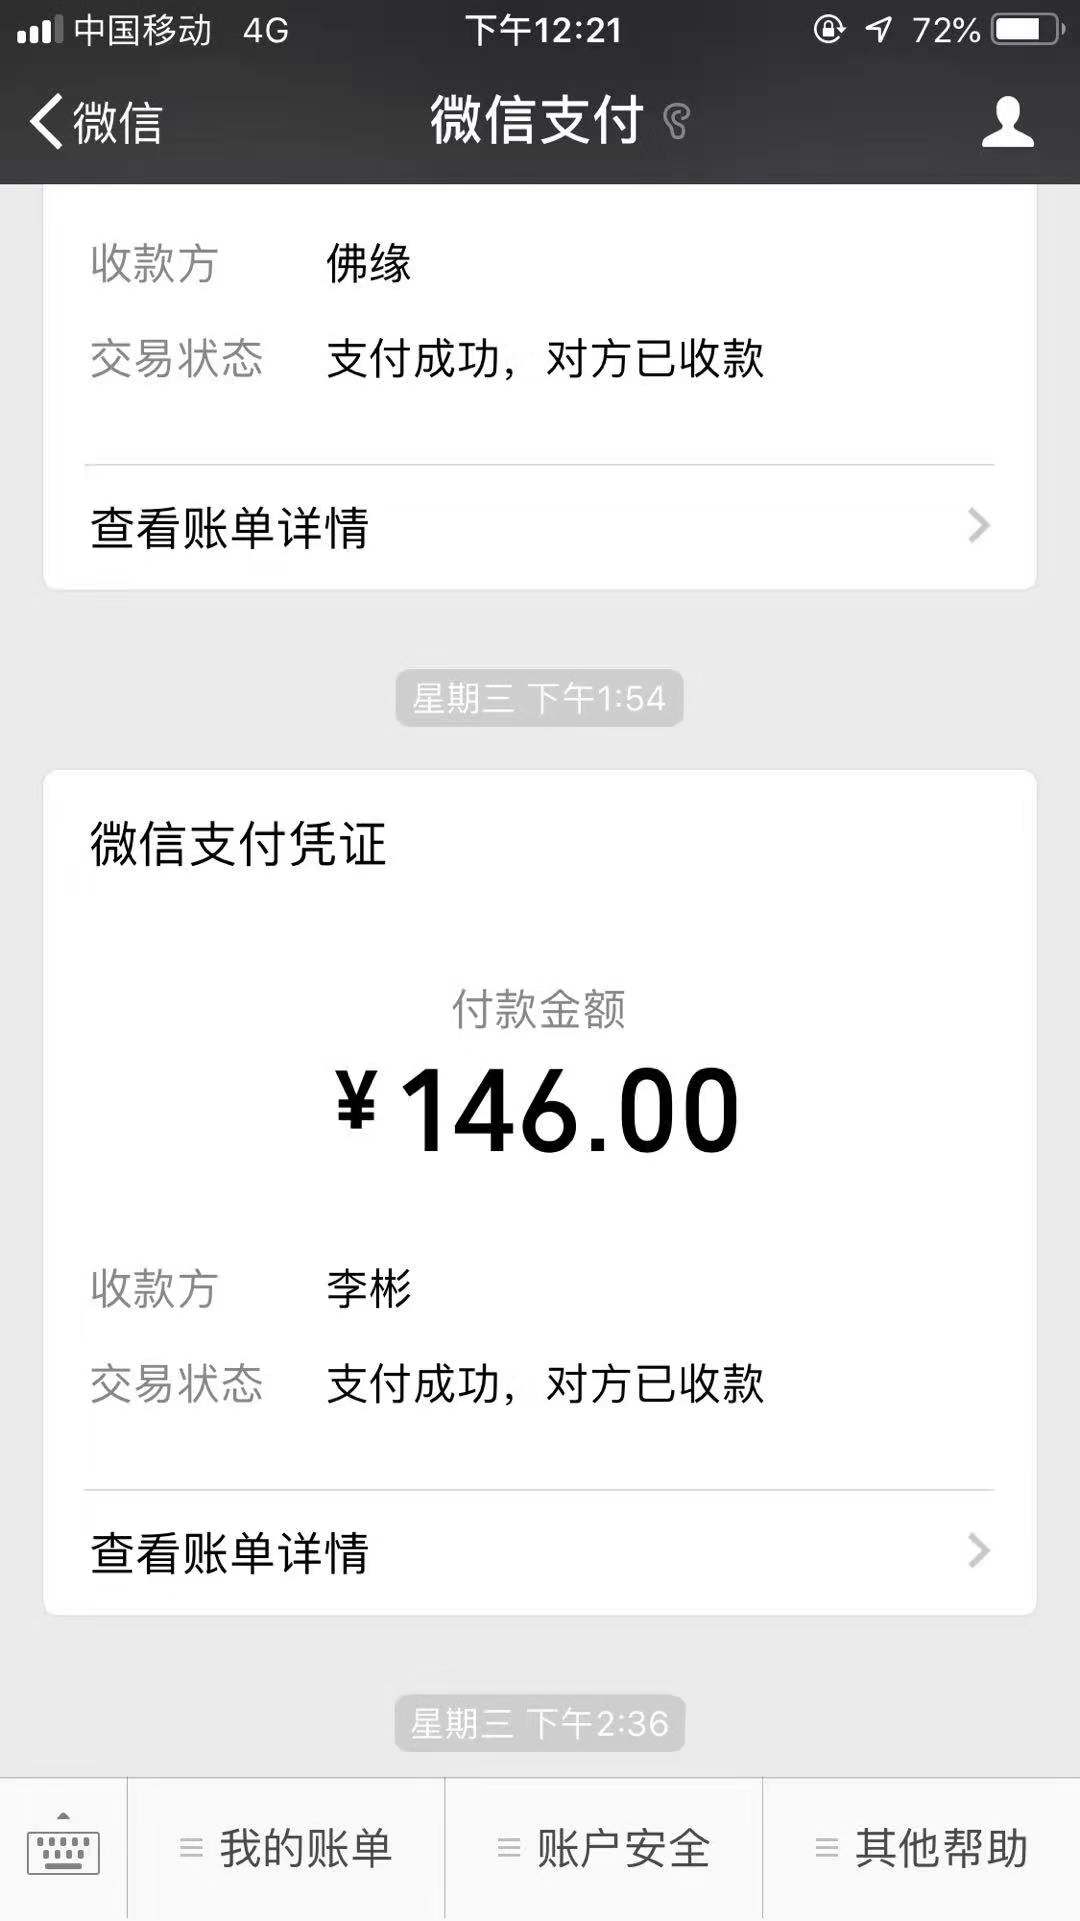 中国移动 4G 下午12:21 72%
微信 微信支付
收款方 佛缘
交易状态 支付成功，对方已收款
查看账单详情
星期三 下午1:54
微信支付凭证
付款金额
¥146.00
收款方 李彬
交易状态 支付成功，对方已收款
查看账单详情
星期三 下午2:36
我的账单 账户安全 其他帮助